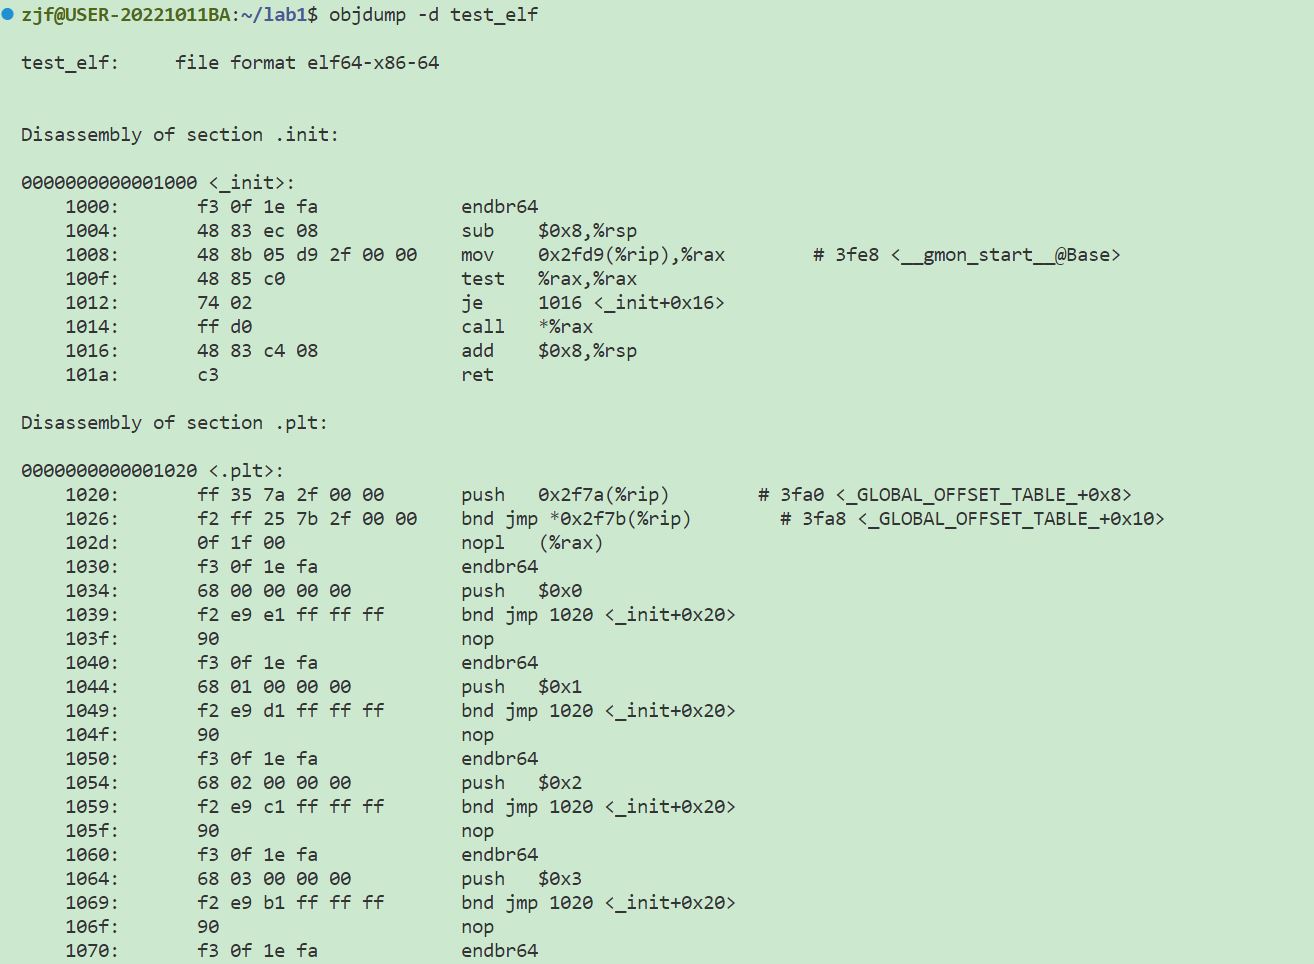 zjf@USER-20221011BA:~/lab1$ objdump -d test_elf
test_elf:     file format elf64-x86-64
Disassembly of section .init:
0000000000001000 <_init>:
    1000:       f3 0f 1e fa             endbr64
    1004:       48 83 ec 08             sub    $0x8,%rsp
    1008:       48 8b 05 d9 2f 00 00    mov    0x2fd9(%rip),%rax        # 3fe8 <__gmon_start__@Base>
    100f:       48 85 c0                test   %rax,%rax
    1012:       74 02                   je     1016 <_init+0x16>
    1014:       ff d0                   call   *%rax
    1016:       48 83 c4 08             add    $0x8,%rsp
    101a:       c3                      ret
Disassembly of section .plt:
0000000000001020 <.plt>:
    1020:       ff 35 7a 2f 00 00       push   0x2f7a(%rip)        # 3fa0 <_GLOBAL_OFFSET_TABLE_+0x8>
    1026:       f2 ff 25 7b 2f 00 00    bnd jmp *0x2f7b(%rip)        # 3fa8 <_GLOBAL_OFFSET_TABLE_+0x10>
    102d:       0f 1f 00                nopl   (%rax)
    1030:       f3 0f 1e fa             endbr64
    1034:       68 00 00 00 00          push   $0x0
    1039:       f2 e9 e1 ff ff ff       bnd jmp 1020 <_init+0x20>
    103f:       90                      nop
    1040:       f3 0f 1e fa             endbr64
    1044:       68 01 00 00 00          push   $0x1
    1049:       f2 e9 d1 ff ff ff       bnd jmp 1020 <_init+0x20>
    104f:       90                      nop
    1050:       f3 0f 1e fa             endbr64
    1054:       68 02 00 00 00          push   $0x2
    1059:       f2 e9 c1 ff ff ff       bnd jmp 1020 <_init+0x20>
    105f:       90                      nop
    1060:       f3 0f 1e fa             endbr64
    1064:       68 03 00 00 00          push   $0x3
    1069:       f2 e9 b1 ff ff ff       bnd jmp 1020 <_init+0x20>
    106f:       90                      nop
    1070:       f3 0f 1e fa             endbr64